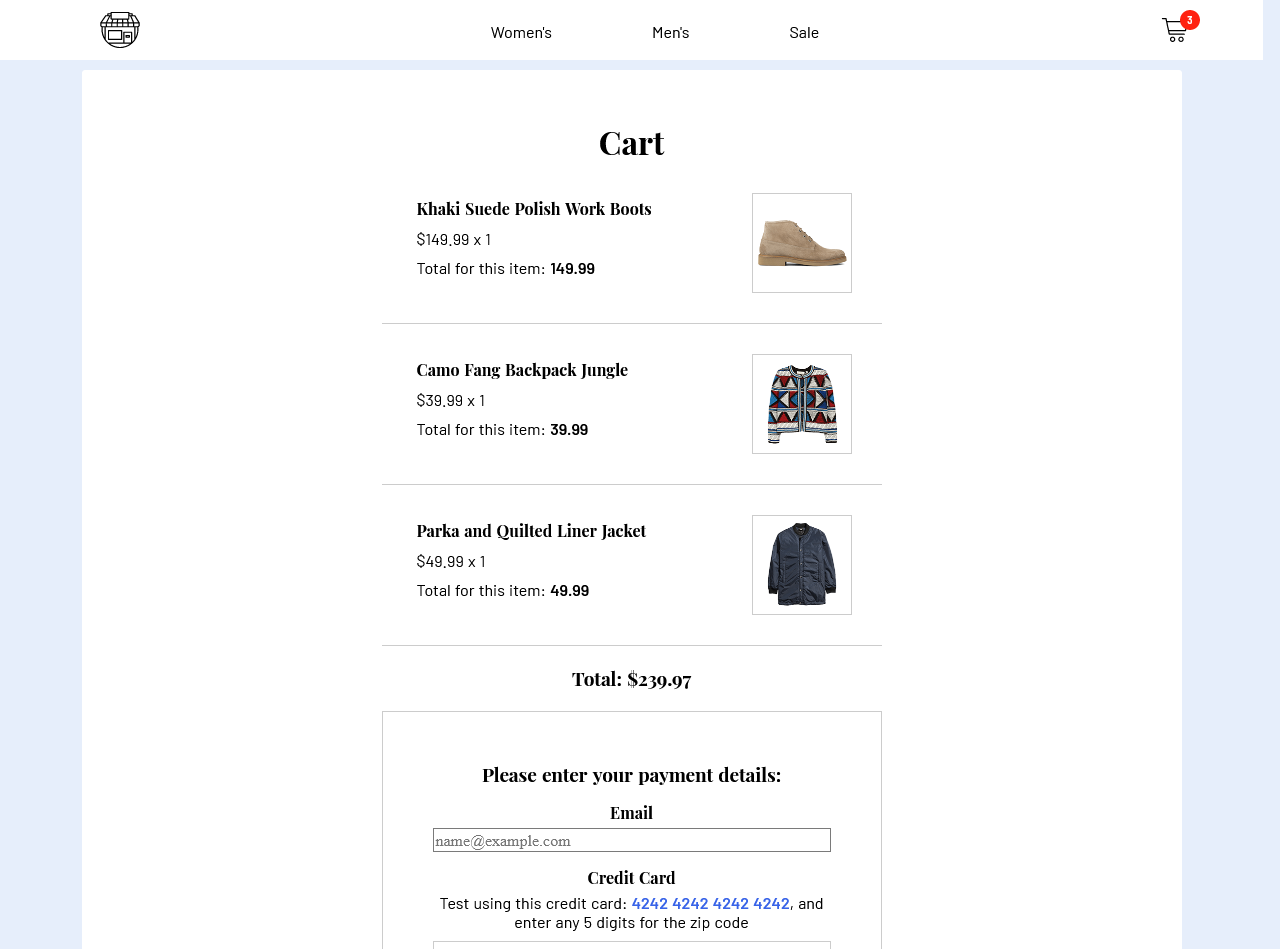 Women's
Men's
Sale
3
Cart
Khaki Suede Polish Work Boots
$149.99 x 1
Total for this item: 149.99
Camo Fang Backpack Jungle
$39.99 x 1
Total for this item: 39.99
Parka and Quilted Liner Jacket
$49.99 x 1
Total for this item: 49.99
Total: $239.97
Please enter your payment details:
Email
name@example.com
Credit Card
Test using this credit card: 4242 4242 4242 4242, and
enter any 5 digits for the zip code